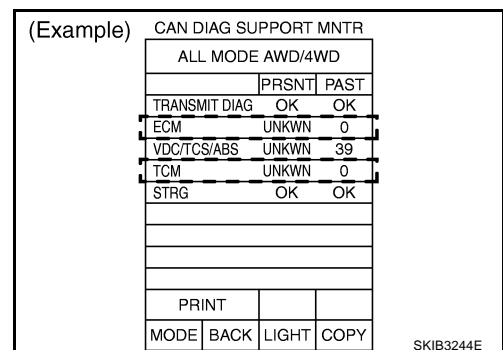 (Example) CAN DIAG SUPPORT MNTR
ALL MODE AWD/4WD
PRSNT PAST
TRANSMIT DIAG OK OK
ECM UNKWN 0
VDC/TCS/ABS UNKWN 39
TCM UNKWN 0
STRG OK OK
PRINT
MODE BACK LIGHT COPY
SKIB3244E